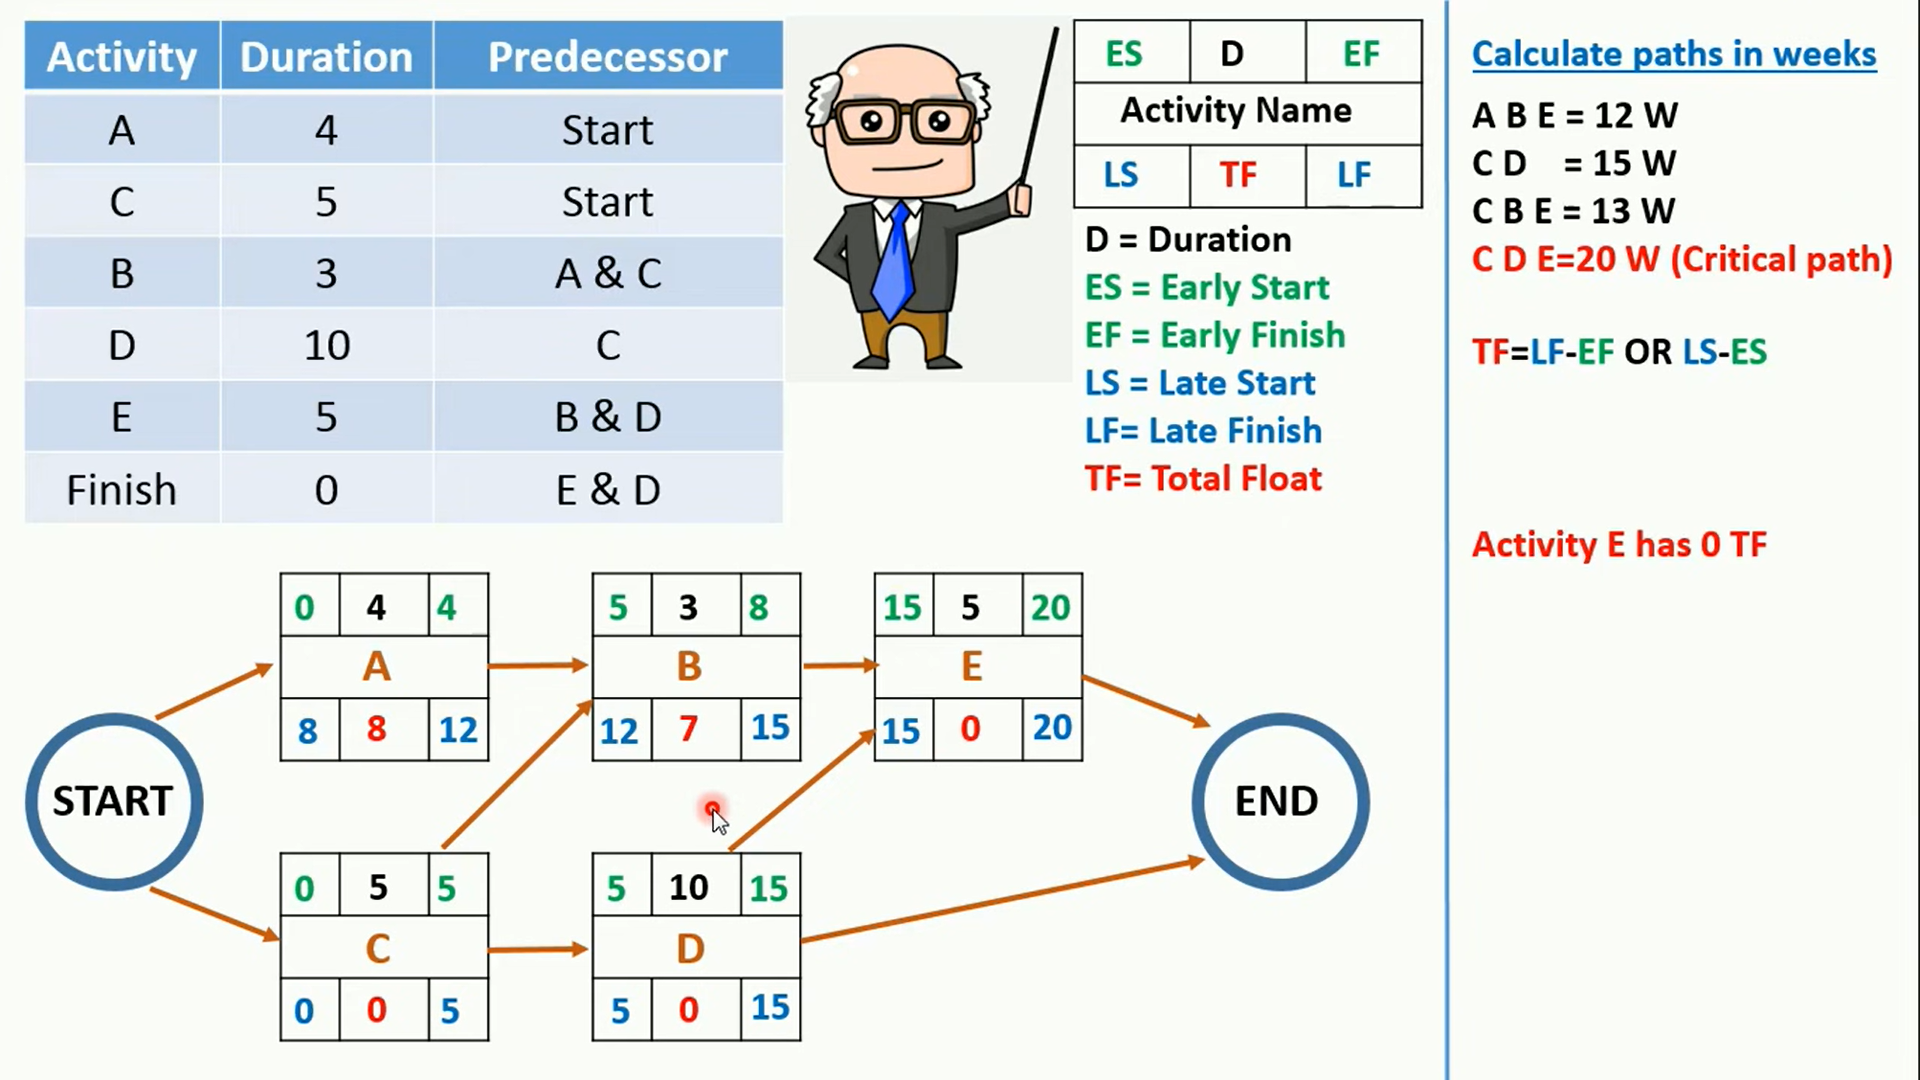 Activity Duration Predecessor
A 4 Start
C 5 Start
B 3 A & C
D 10 C
E 5 B & D
Finish 0 E & D
ES D EF
Activity Name
LS TF LF
D = Duration
ES = Early Start
EF = Early Finish
LS = Late Start
LF= Late Finish
TF= Total Float
Calculate paths in weeks
A B E = 12 W
C D = 15 W
C B E = 13 W
C D E=20 W (Critical path)
TF=LF-EF OR LS-ES
Activity E has 0 TF
START
0 4 4
A
8 8 12
5 3 8
B
12 7 15
15 5 20
E
15 0 20
0 5 5
C
0 0 5
5 10 15
D
5 0 15
END